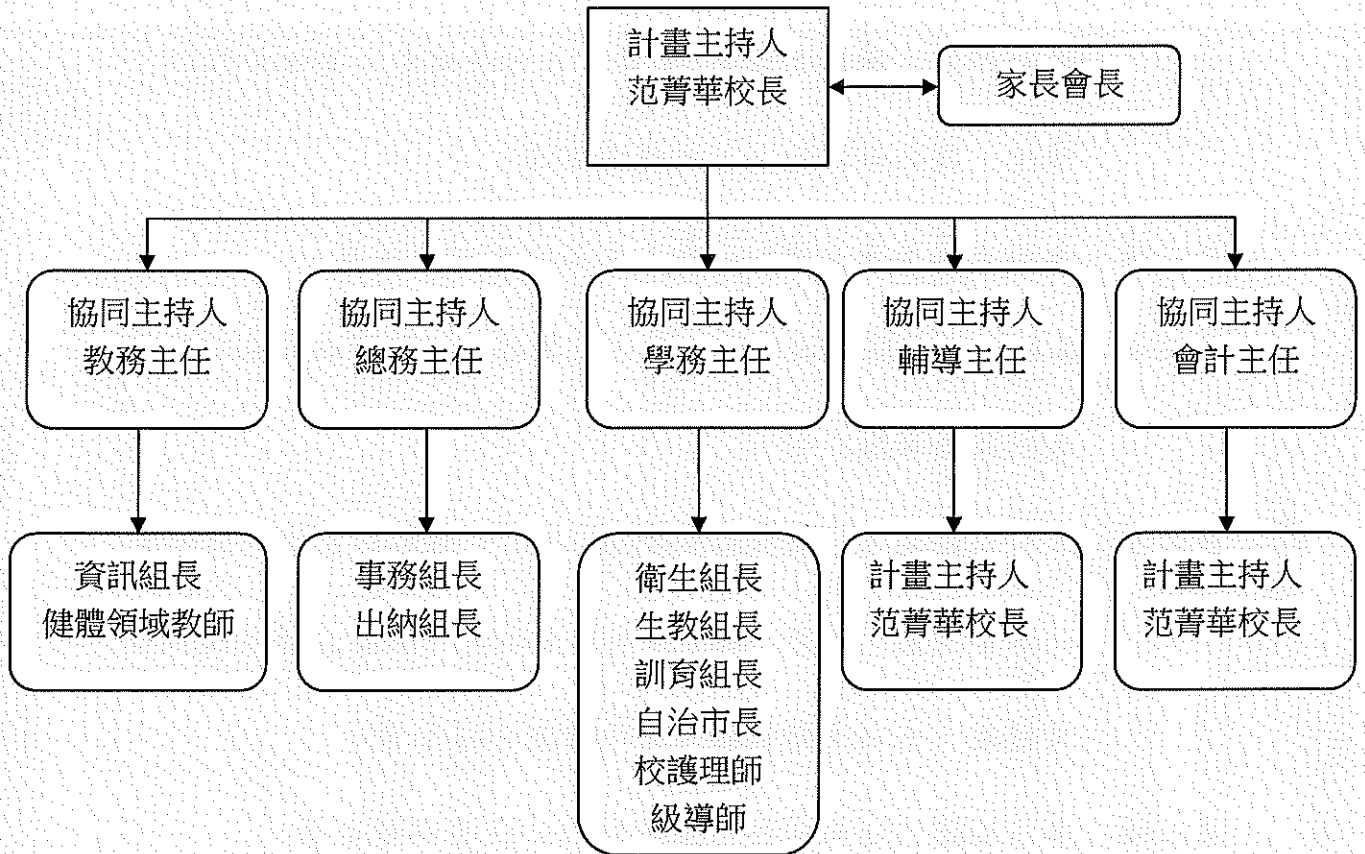 計畫主持人
范菁華校長
家長會長
協同主持人
教務主任
協同主持人
總務主任
協同主持人
學務主任
協同主持人
輔導主任
協同主持人
會計主任
資訊組長
健體領域教師
事務組長
出納組長
衛生組長
生教組長
訓育組長
自治市長
校護理師
級導師
計畫主持人
范菁華校長
計畫主持人
范菁華校長